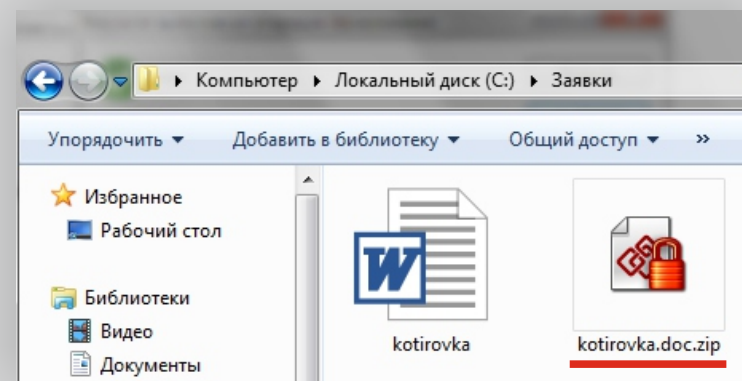 Компьютер ▸ Локальный диск (C:) ▸ Заявки
Упорядочить ▾ Добавить в библиотеку ▾ Общий доступ ▾ »
Избранное
Рабочий стол
Библиотеки
Видео
Документы
W
kotirovka
kotirovka.doc.zip